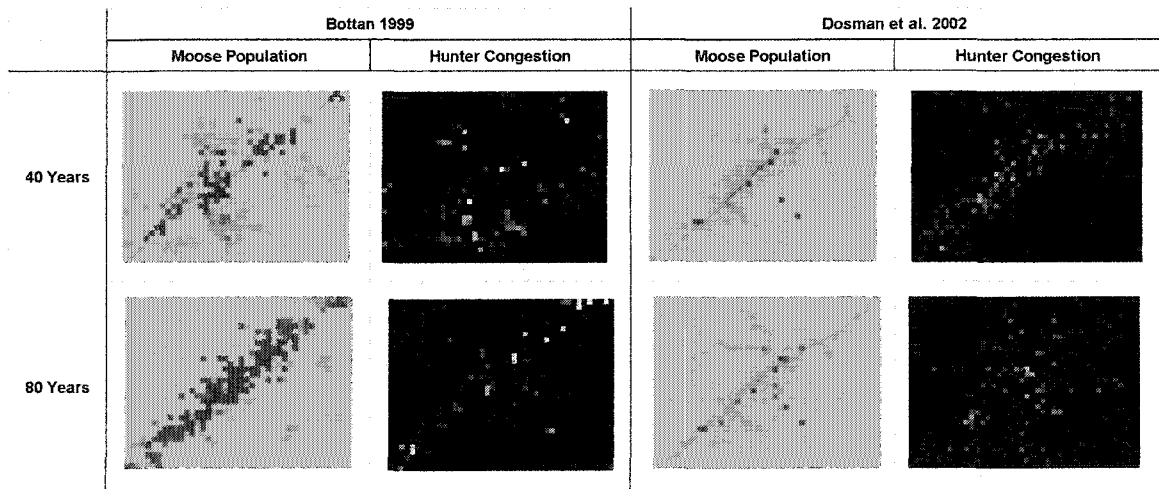 Bottan 1999 Dosman et al. 2002
Moose Population Hunter Congestion Moose Population Hunter Congestion
40 Years
80 Years